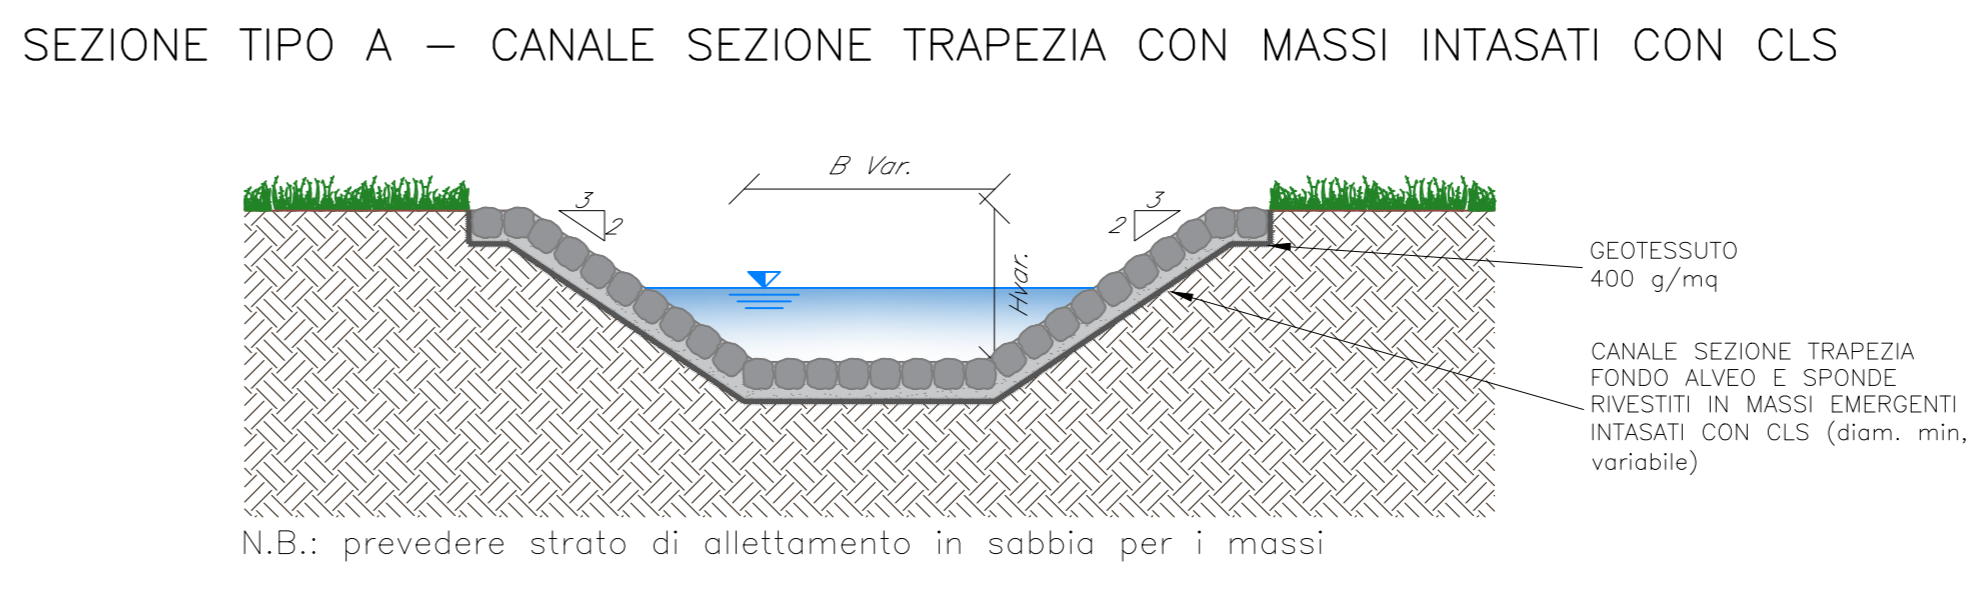 SEZIONE TIPO A – CANALE SEZIONE TRAPEZIA CON MASSI INTASATI CON CLS
B Var.
3
2
3
2
Hvar.
GEOTESSUTO
400 g/mq
CANALE SEZIONE TRAPEZIA
FONDO ALVEO E SPONDE
RIVESTITI IN MASSI EMERGENTI
INTASATI CON CLS (diam. min,
variabile)
N.B.: prevedere strato di allettamento in sabbia per i massi